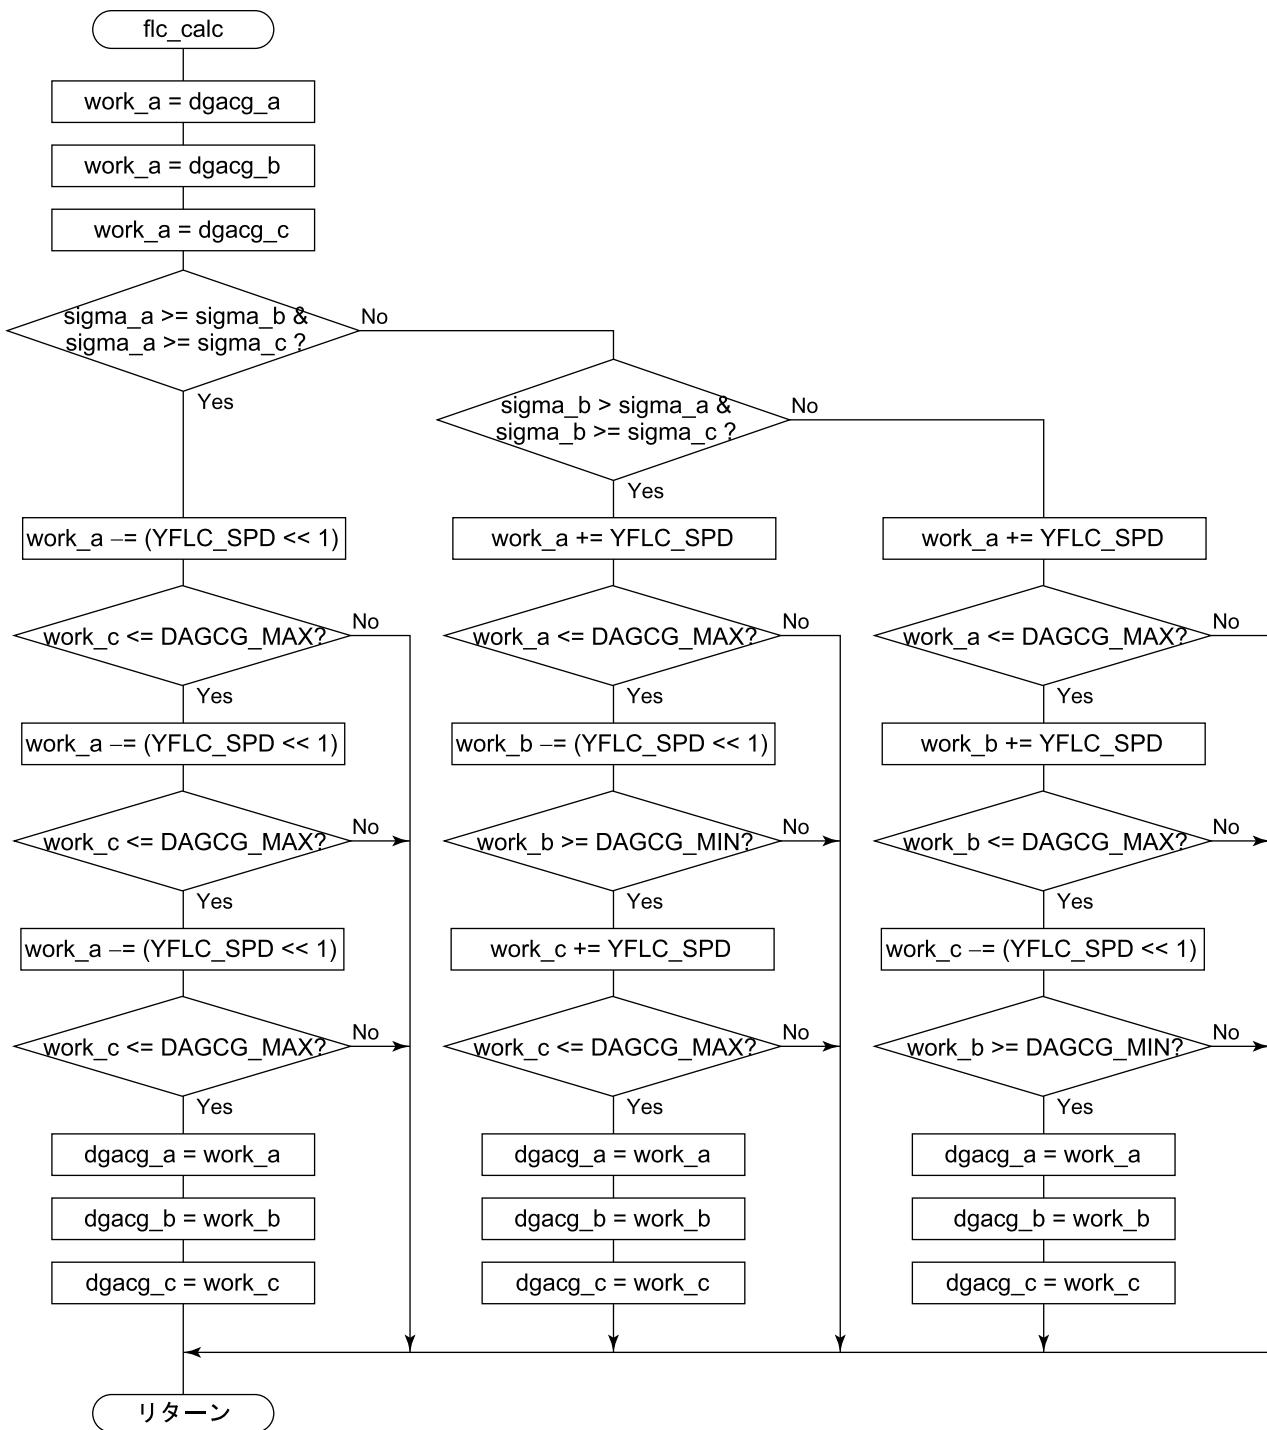 flc_calc
work_a = dgacg_a
work_a = dgacg_b
work_a = dgacg_c
sigma_a >= sigma_b &
sigma_a >= sigma_c ?
No
Yes
sigma_b > sigma_a &
sigma_b >= sigma_c ?
No
Yes
work_a –= (YFLC_SPD << 1)
work_c <= DAGCG_MAX?
No
Yes
work_a –= (YFLC_SPD << 1)
work_c <= DAGCG_MAX?
No
Yes
work_a –= (YFLC_SPD << 1)
work_c <= DAGCG_MAX?
No
Yes
dgacg_a = work_a
dgacg_b = work_b
dgacg_c = work_c
work_a += YFLC_SPD
work_a <= DAGCG_MAX?
No
Yes
work_b –= (YFLC_SPD << 1)
work_b >= DAGCG_MIN?
No
Yes
work_c += YFLC_SPD
work_c <= DAGCG_MAX?
No
Yes
dgacg_a = work_a
dgacg_b = work_b
dgacg_c = work_c
work_a += YFLC_SPD
work_a <= DAGCG_MAX?
No
Yes
work_b += YFLC_SPD
work_b <= DAGCG_MAX?
No
Yes
work_c –= (YFLC_SPD << 1)
work_b >= DAGCG_MIN?
No
Yes
dgacg_a = work_a
dgacg_b = work_b
dgacg_c = work_c
リターン